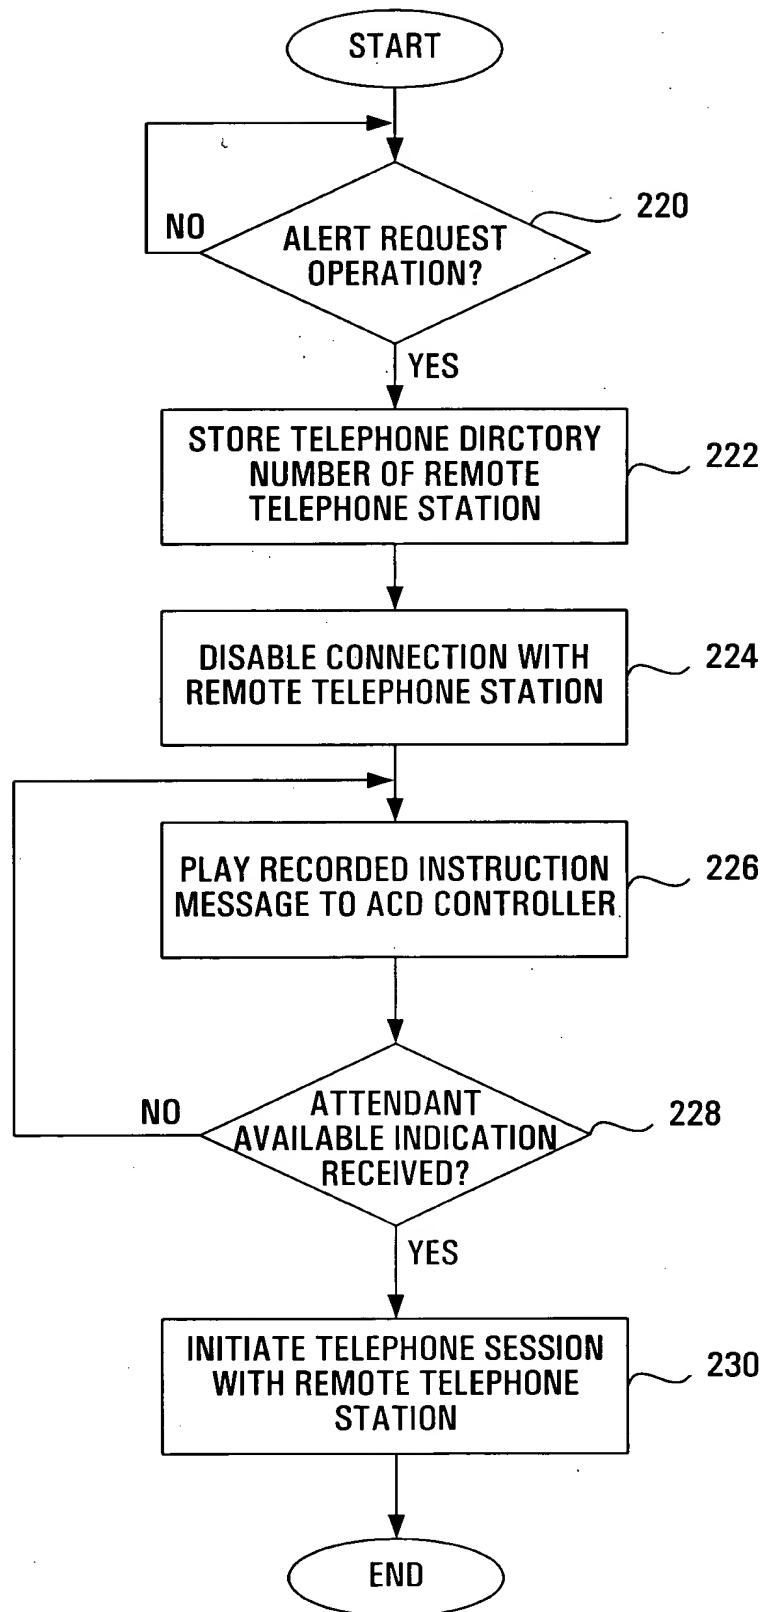 START
NO
ALERT REQUEST
OPERATION?
220
YES
STORE TELEPHONE DIRCTORY
NUMBER OF REMOTE
TELEPHONE STATION
222
DISABLE CONNECTION WITH
REMOTE TELEPHONE STATION
224
PLAY RECORDED INSTRUCTION
MESSAGE TO ACD CONTROLLER
226
NO
ATTENDANT
AVAILABLE INDICATION
RECEIVED?
228
YES
INITIATE TELEPHONE SESSION
WITH REMOTE TELEPHONE
STATION
230
END